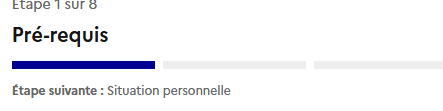 Étape 1 sur 8
Pré-requis
Étape suivante : Situation personnelle